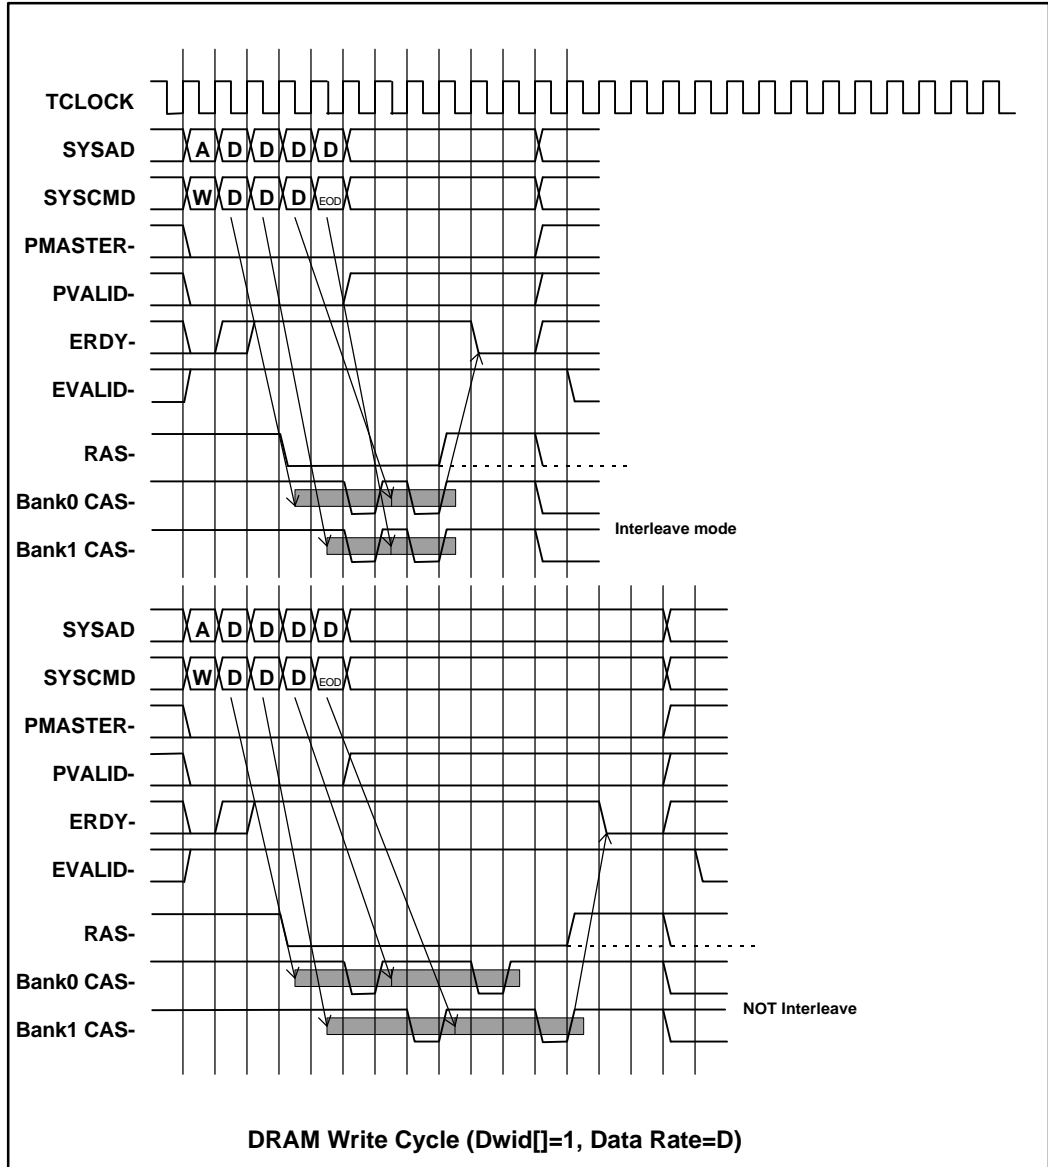 TCLOCK
SYSAD A D D D D
SYSCMD W D D D EOD
PMASTER-
PVALID-
ERDY-
EVALID-
RAS-
Bank0 CAS-
Interleave mode
Bank1 CAS-
SYSAD A D D D D
SYSCMD W D D D EOD
PMASTER-
PVALID-
ERDY-
EVALID-
RAS-
Bank0 CAS-
NOT Interleave
Bank1 CAS-
DRAM Write Cycle (Dwid[]=1, Data Rate=D)